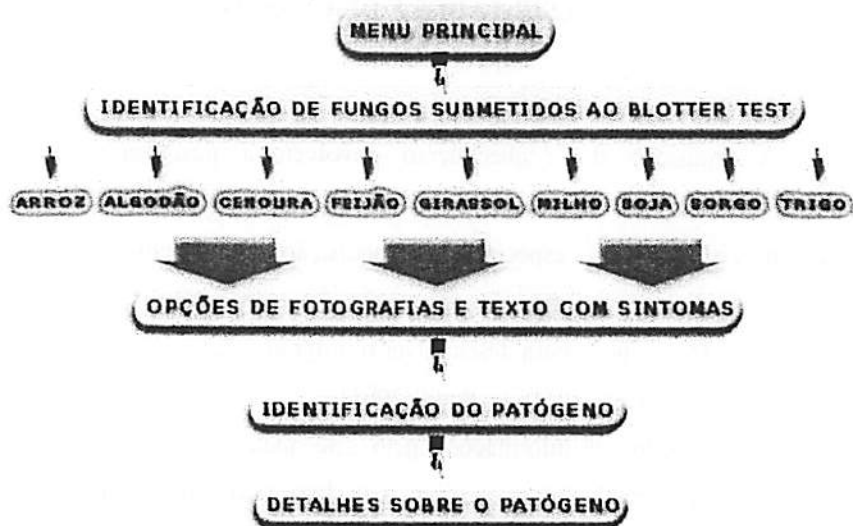 MENU PRINCIPAL
IDENTIFICAÇÃO DE FUNGOS SUBMETIDOS AO BLOTTER TEST
ARROZ ALGODÃO CENOURA FEIJÃO GIRASSOL MILHO SOJA SORGO TRIGO
OPÇÕES DE FOTOGRAFIAS E TEXTO COM SINTOMAS
IDENTIFICAÇÃO DO PATÓGENO
DETALHES SOBRE O PATÓGENO